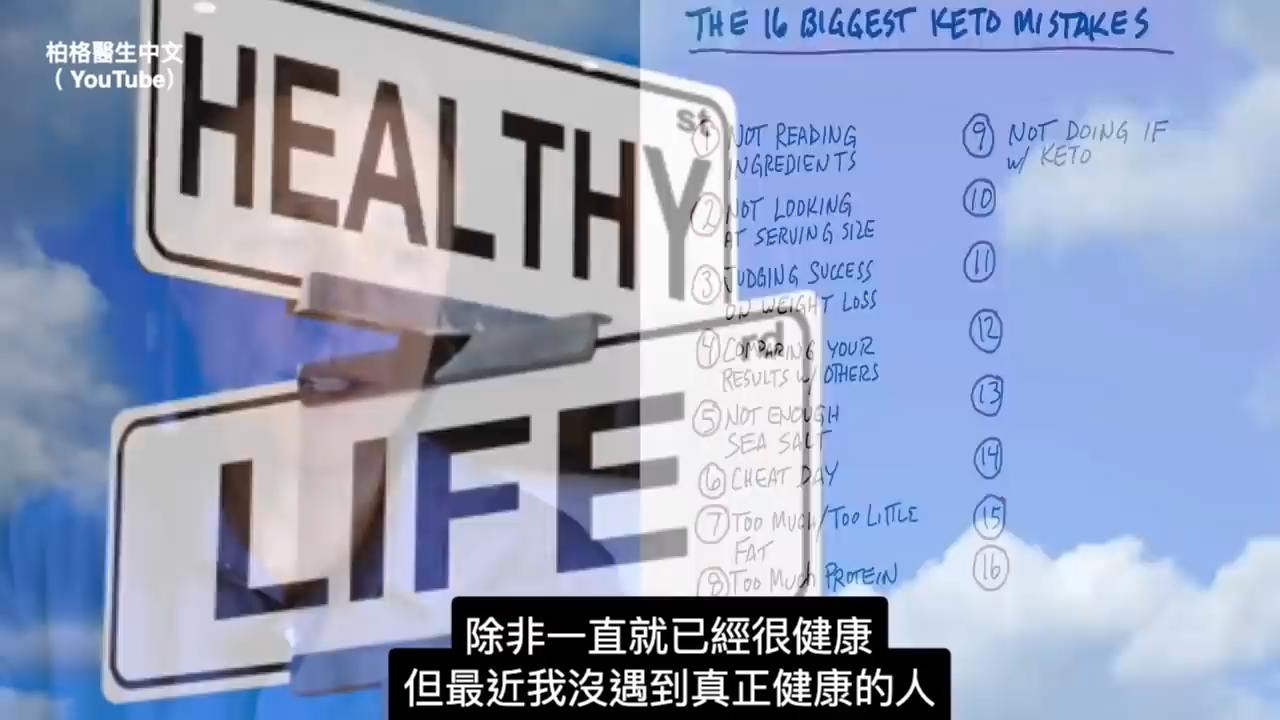 柏格醫生中文
（YouTube）
HEALTHY
st
LIFE
rd
THE 16 BIGGEST KETO MISTAKES
1 NOT READING
INGREDIENTS
2 NOT LOOKING
AT SERVING SIZE
3 JUDGING SUCCESS
ON WEIGHT LOSS
4 COMPARING YOUR
RESULTS W/ OTHERS
5 NOT ENOUGH
SEA SALT
6 CHEAT DAY
7 TOO MUCH/TOO LITTLE
FAT
8 TOO MUCH PROTEIN
9 NOT DOING IF
W/ KETO
10
11
12
13
14
15
16
除非一直就已經很健康
但最近我沒遇到真正健康的人